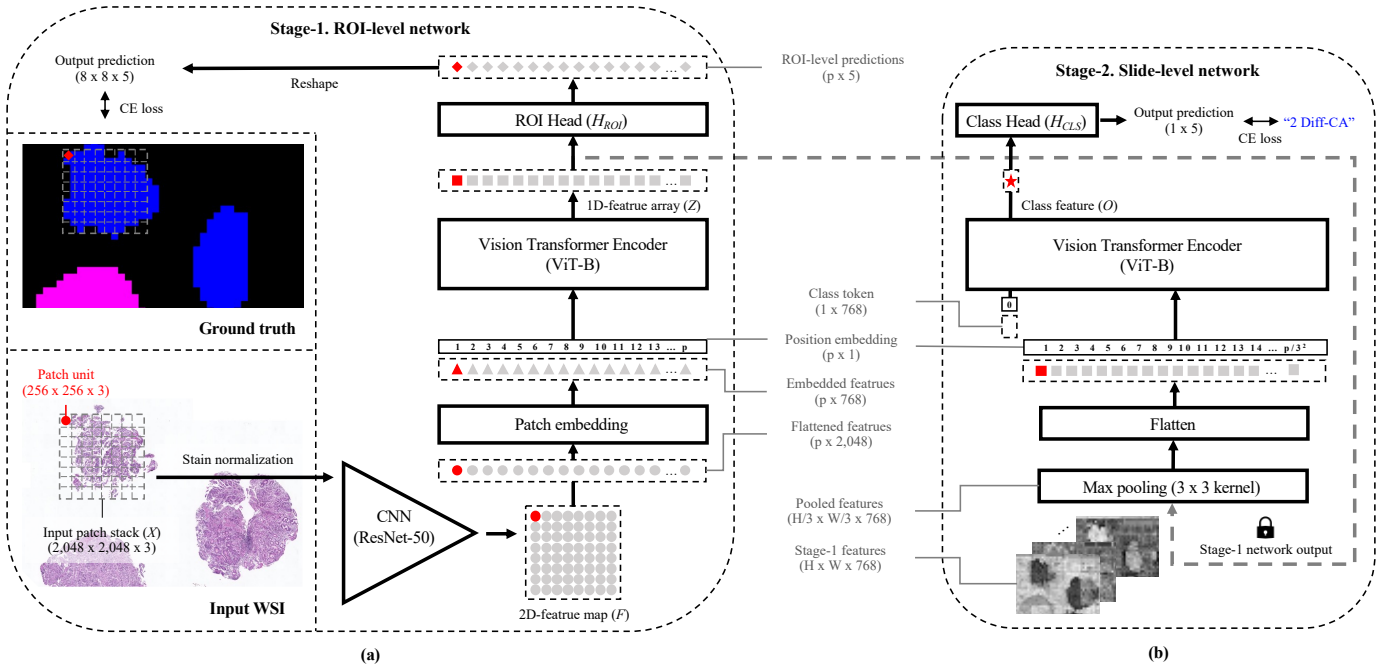 Stage-1. ROI-level network
Output prediction
(8 x 8 x 5)
Reshape
CE loss
...
ROI-level predictions
(p x 5)
ROI Head (H_ROI)
...
1D-featrue array (Z)
Vision Transformer Encoder
(ViT-B)
Ground truth
1 2 3 4 5 6 7 8 9 10 11 12 13 ... p
...
Patch embedding
...
Patch unit
(256 x 256 x 3)
Stain normalization
Input patch stack (X)
(2,048 x 2,048 x 3)
Input WSI
CNN
(ResNet-50)
2D-featrue map (F)
(a)
Class token
(1 x 768)
Position embedding
(p x 1)
Embedded featrues
(p x 768)
Flattened featrues
(p x 2,048)
Pooled features
(H/3 x W/3 x 768)
Stage-1 features
(H x W x 768)
Stage-2. Slide-level network
Class Head (H_CLS)
Output prediction
(1 x 5)
CE loss
“2 Diff-CA”
Class feature (O)
Vision Transformer Encoder
(ViT-B)
0
1 2 3 4 5 6 7 8 9 10 11 12 13 14 ... p/3²
...
Flatten
Max pooling (3 x 3 kernel)
Stage-1 network output
...
(b)